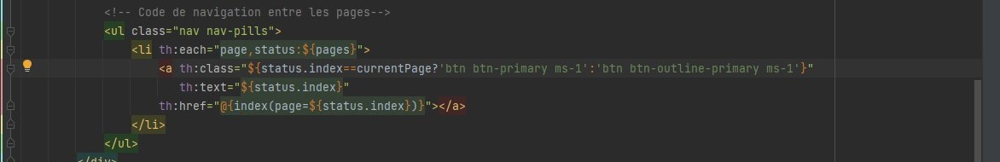 <!-- Code de navigation entre les pages-->
<ul class="nav nav-pills">
<li th:each="page,status:${pages}">
<a th:class="${status.index==currentPage?'btn btn-primary ms-1':'btn btn-outline-primary ms-1'}"
th:text="${status.index}"
th:href="@{index(page=${status.index})}"></a>
</li>
</ul>
</div>